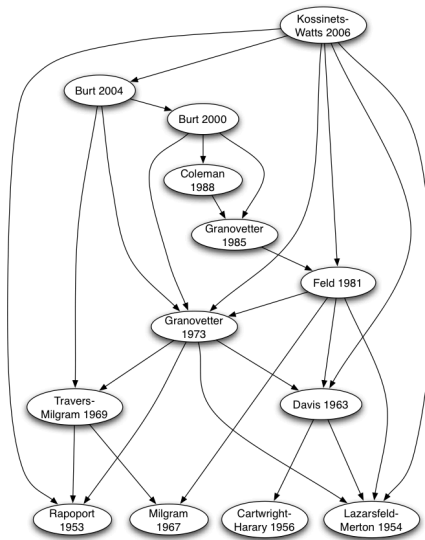 Kossinets-
Watts 2006
Burt 2004
Burt 2000
Coleman
1988
Granovetter
1985
Feld 1981
Granovetter
1973
Travers-
Milgram 1969
Davis 1963
Rapoport
1953
Milgram
1967
Cartwright-
Harary 1956
Lazarsfeld-
Merton 1954